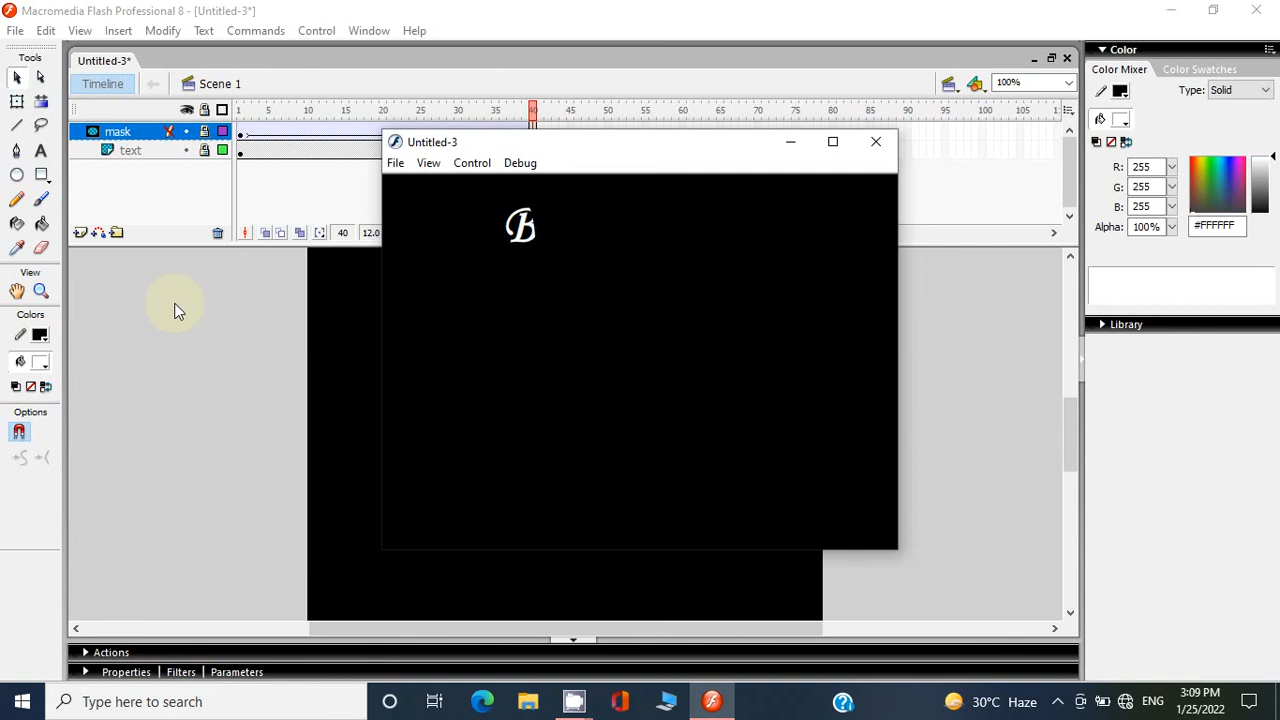 Macromedia Flash Professional 8 - [Untitled-3*]
File Edit View Insert Modify Text Commands Control Window Help
Tools
View
Colors
Options
Untitled-3*
Timeline
Scene 1
100%
1 5 10 15 20 25 30 35 40 45 50 55 60 65 70 75 80 85 90 95 100 105 1:
mask
text
40 12.0
Untitled-3
File View Control Debug
B
Color
Color Mixer Color Swatches
Type: Solid
R: 255
G: 255
B: 255
Alpha: 100% #FFFFFF
Library
Actions
Properties Filters Parameters
Type here to search
30°C Haze
ENG
3:09 PM
1/25/2022